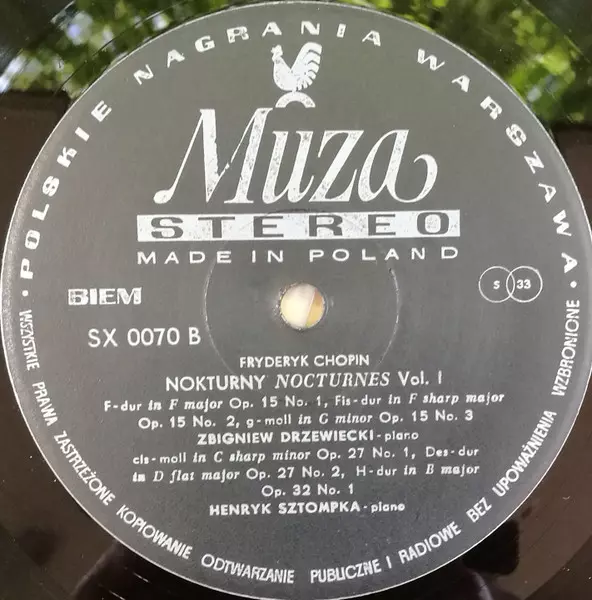 POLSKIE NAGRANIA WARSZAWA
Muza
STEREO
MADE IN POLAND
BIEM
S 33
SX 0070 B
FRYDERYK CHOPIN
NOKTURNY NOCTURNES Vol. I
F-dur in F major Op. 15 No. 1, Fis-dur in F sharp major
Op. 15 No. 2, g-moll in G minor Op. 15 No. 3
ZBIGNIEW DRZEWIECKI - piano
cis-moll in C sharp minor Op. 27 No. 1, Des-dur
in D flat major Op. 27 No. 2, H-dur in B major
Op. 32 No. 1
HENRYK SZTOMPKA - piano
WSZYSTKIE PRAWA ZASTRZEŻONE KOPIOWANIE ODTWARZANIE PUBLICZNE I RADIOWE BEZ UPOWAŻNIENIA WZBRONIONE